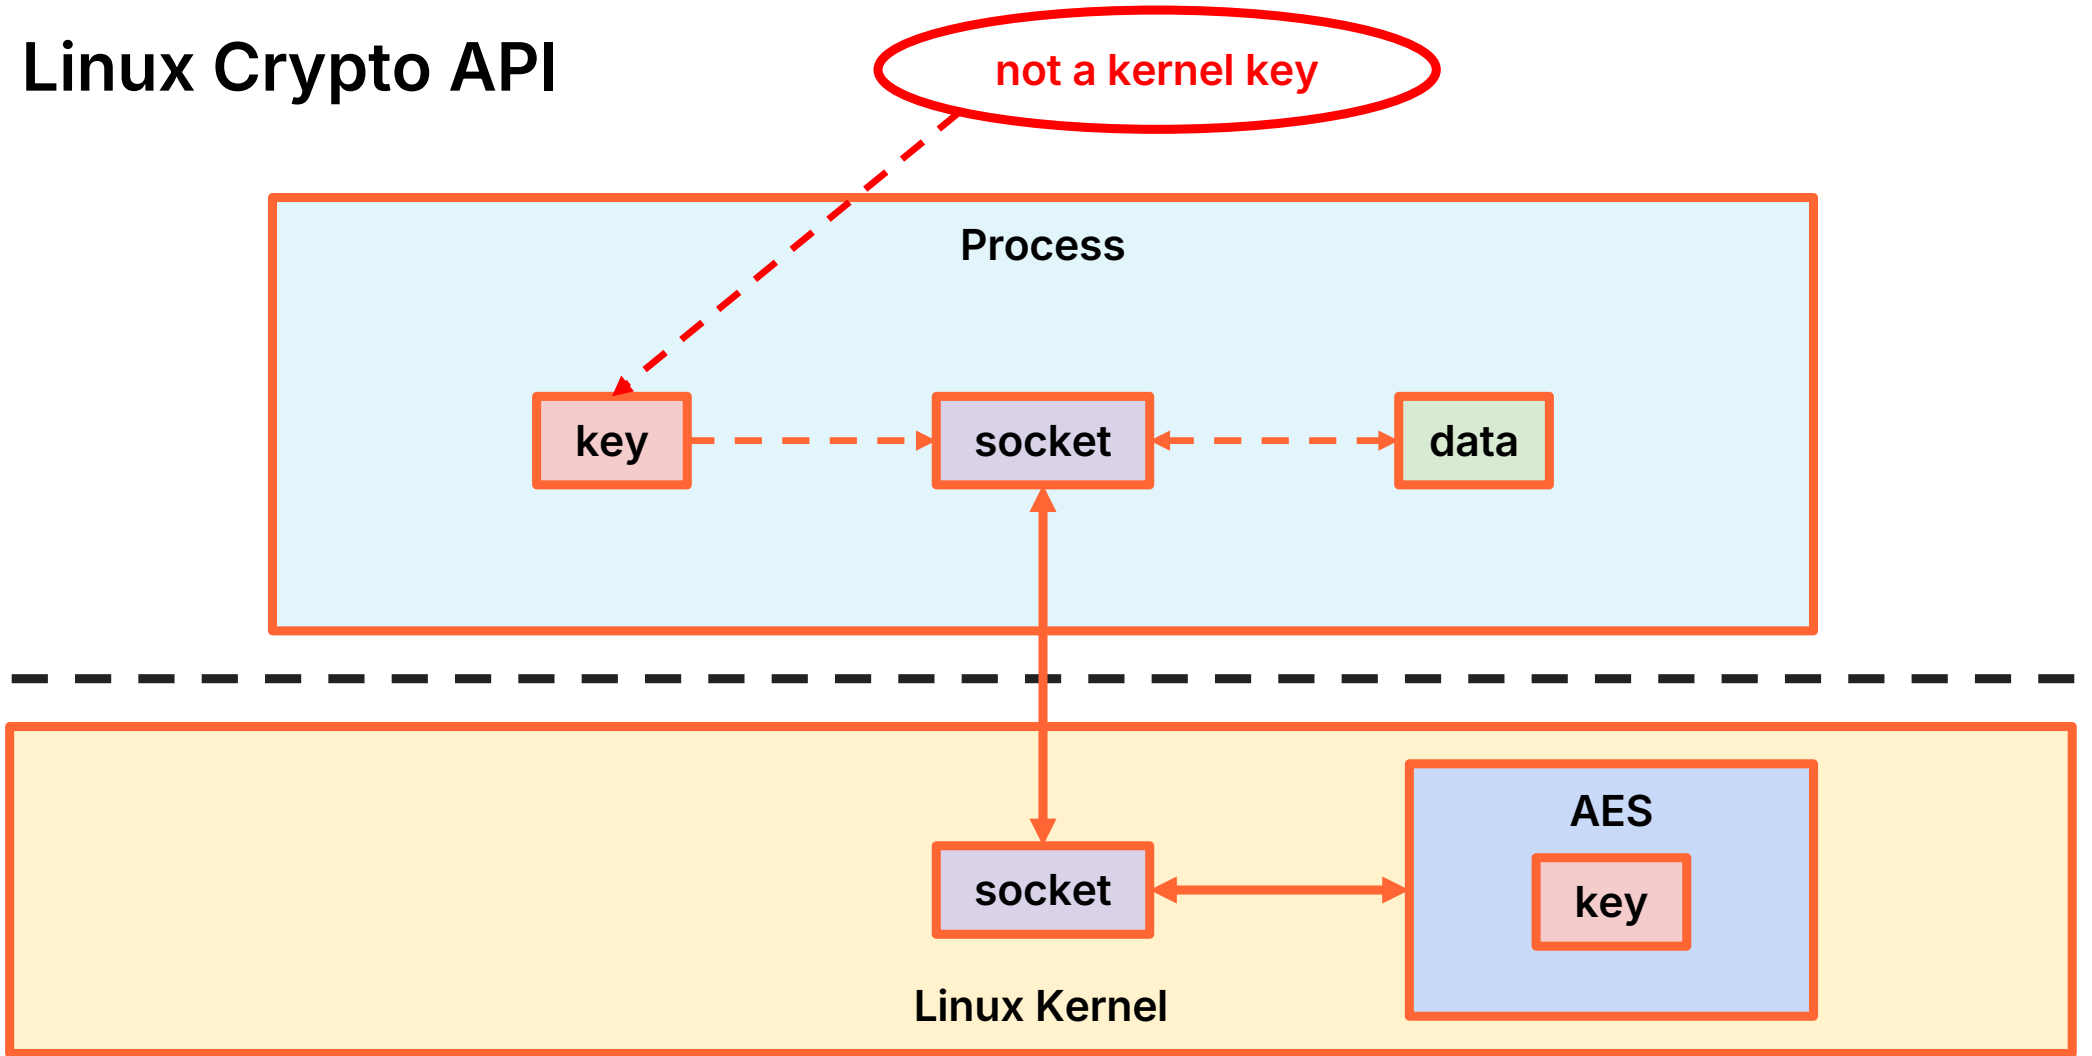 Linux Crypto API
not a kernel key
Process
key
socket
data
AES
key
socket
Linux Kernel